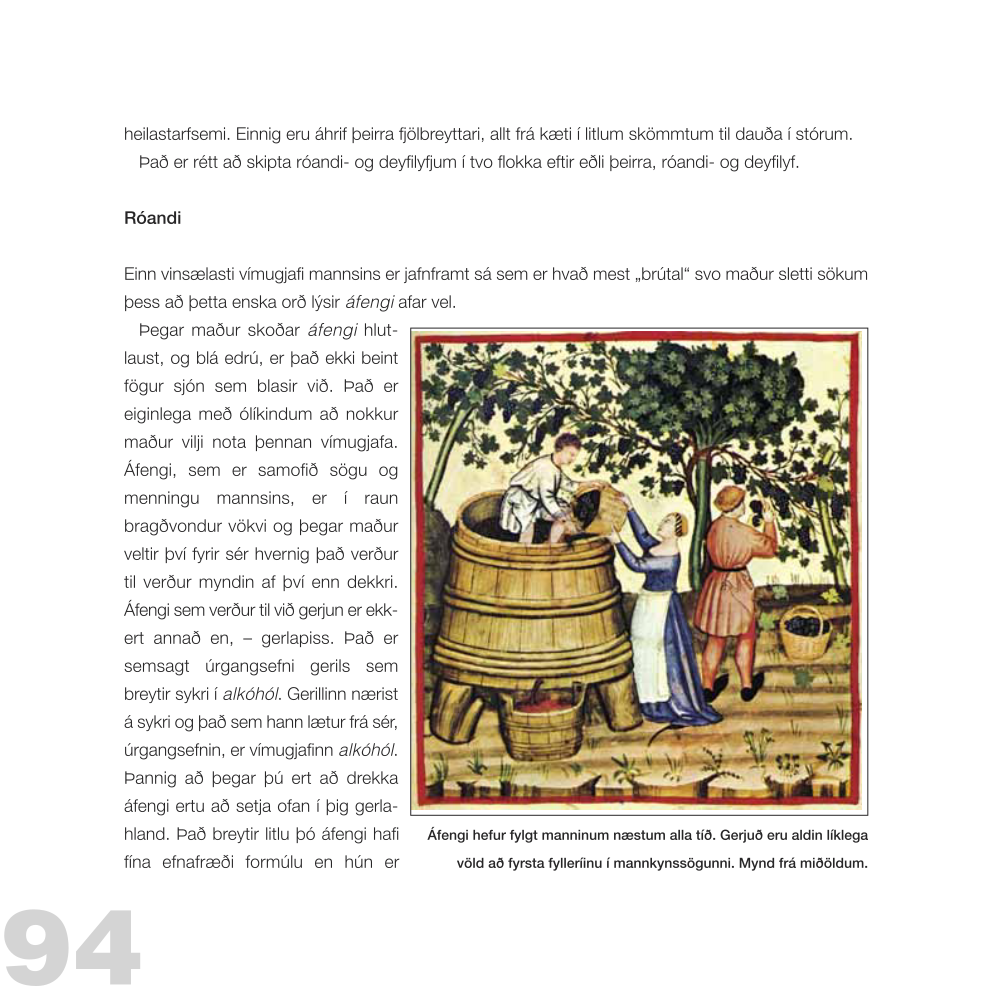 heilastarfsemi. Einnig eru áhrif þeirra fjölbreyttari, allt frá kæti í litlum skömmtum til dauða í stórum.
Það er rétt að skipta róandi- og deyfilyfjum í tvo flokka eftir eðli þeirra, róandi- og deyfilyf.
Róandi
Einn vinsælasti vímugjafi mannsins er jafnframt sá sem er hvað mest „brútal“ svo maður sletti sökum
þess að þetta enska orð lýsir áfengi afar vel.
Þegar maður skoðar áfengi hlut-
laust, og blá edrú, er það ekki beint
fögur sjón sem blasir við. Það er
eiginlega með ólíkindum að nokkur
maður vilji nota þennan vímugjafa.
Áfengi, sem er samofið sögu og
menningu mannsins, er í raun
bragðvondur vökvi og þegar maður
veltir því fyrir sér hvernig það verður
til verður myndin af því enn dekkri.
Áfengi sem verður til við gerjun er ekk-
ert annað en, – gerlapiss. Það er
semsagt úrgangsefni gerils sem
breytir sykri í alkóhól. Gerillinn nærist
á sykri og það sem hann lætur frá sér,
úrgangsefnin, er vímugjafinn alkóhól.
Þannig að þegar þú ert að drekka
áfengi ertu að setja ofan í þig gerla-
hland. Það breytir litlu þó áfengi hafi
fína efnafræði formúlu en hún er
Áfengi hefur fylgt manninum næstum alla tíð. Gerjuð eru aldin líklega
völd að fyrsta fylleríinu í mannkynssögunni. Mynd frá miðöldum.
94